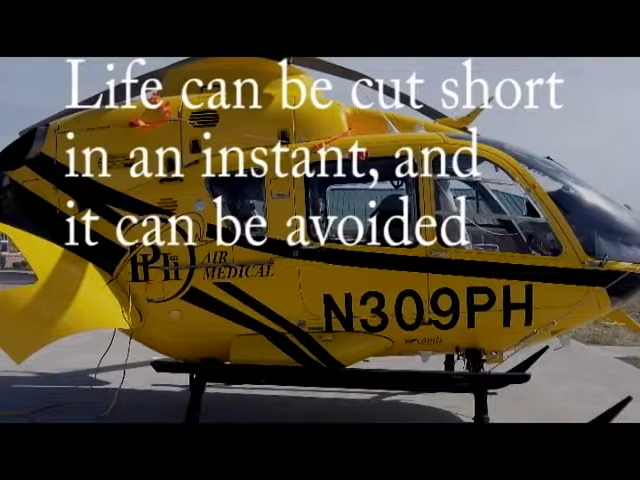 Life can be cut short
in an instant, and
it can be avoided
PHI AIR
MEDICAL
N309PH